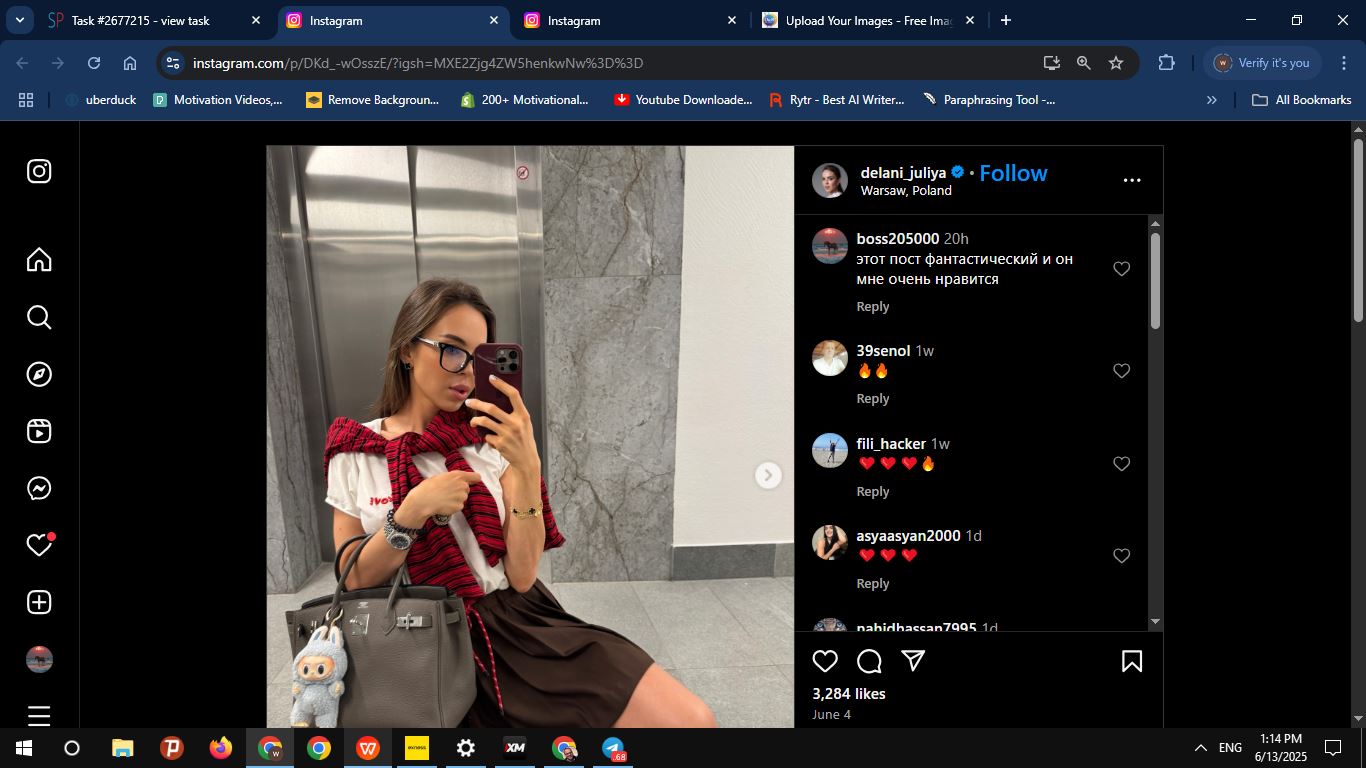 Task #2677215 - view task
Instagram
Instagram
Upload Your Images - Free Imag
instagram.com/p/DKd_-wOsszE/?igsh=MXE2Zjg4ZW5henkwNw%3D%3D
Verify it's you
uberduck
Motivation Videos,...
Remove Backgroun...
200+ Motivational...
Youtube Downloade...
Rytr - Best AI Writer...
Paraphrasing Tool -...
All Bookmarks
delani_juliya • Follow
Warsaw, Poland
boss205000 20h
этот пост фантастический и он
мне очень нравится
Reply
39senol 1w
Reply
fili_hacker 1w
Reply
asyaasyan2000 1d
Reply
nahidhassan7995 1d
3,284 likes
June 4
exness
XM
.68
ENG
1:14 PM
6/13/2025